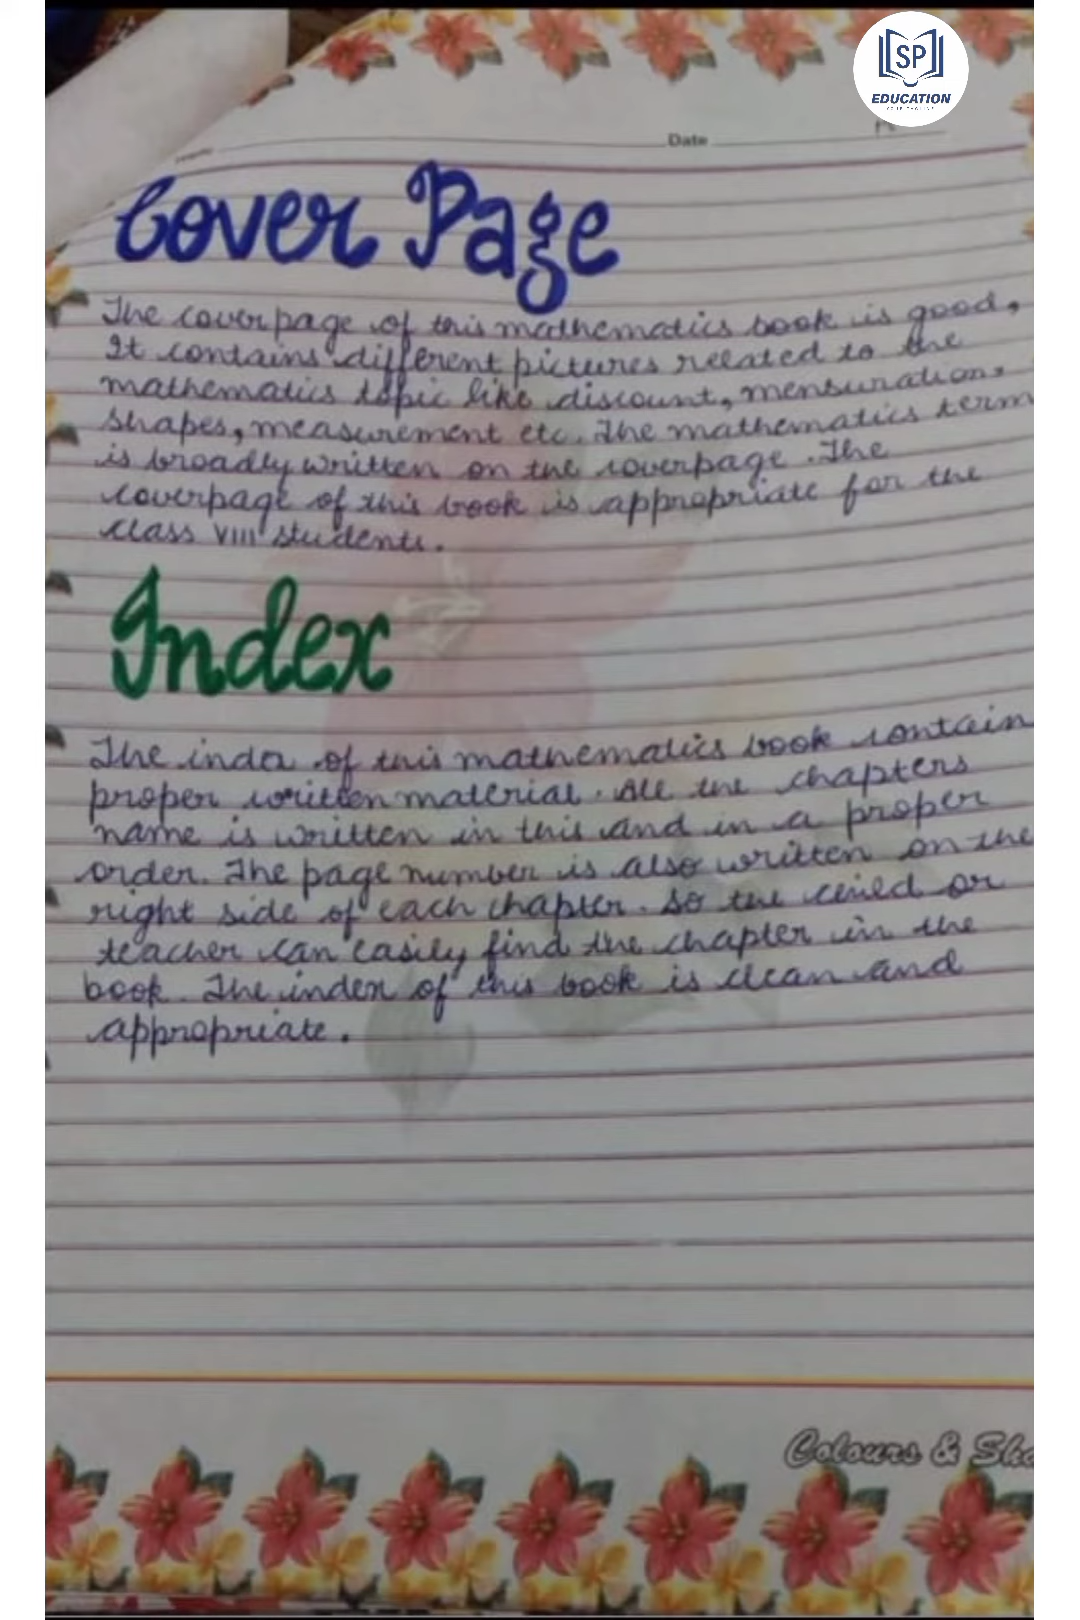 SP
EDUCATION
Date
Cover Page
The coverpage of this mathematics book is good,
It contains different pictures related to the
mathematics topic like discount, mensuration,
shapes, measurement etc. The mathematics term
is broadly written on the coverpage. The
coverpage of this book is appropriate for the
class VIII students.
Index
The index of this mathematics book contain
proper written material. All the chapters
name is written in this and in a proper
order. The page number is also written on the
right side of each chapter. So the child or
teacher can easily find the chapter in the
book. The index of this book is clean and
appropriate.
Colours & Sha